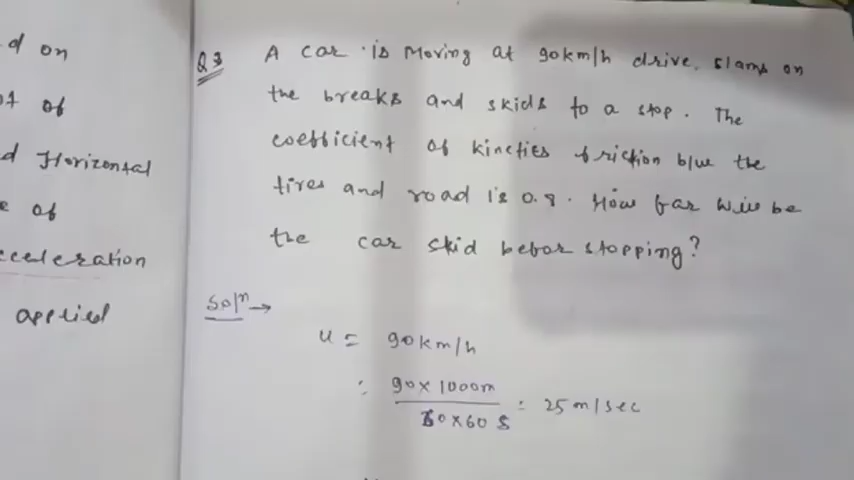 d on
of
d Horizontal
e of
cceleration
applied
Q3 A car is Moving at 90km/h drive, slams on
the breaks and skids to a stop. The
coefficient of kinetics friction b/w the
tires and road is 0.8. How far will be
the car skid befor stopping?
Soln →
u = 90km/h
: 90×1000m
60×60 s
: 25 m/sec